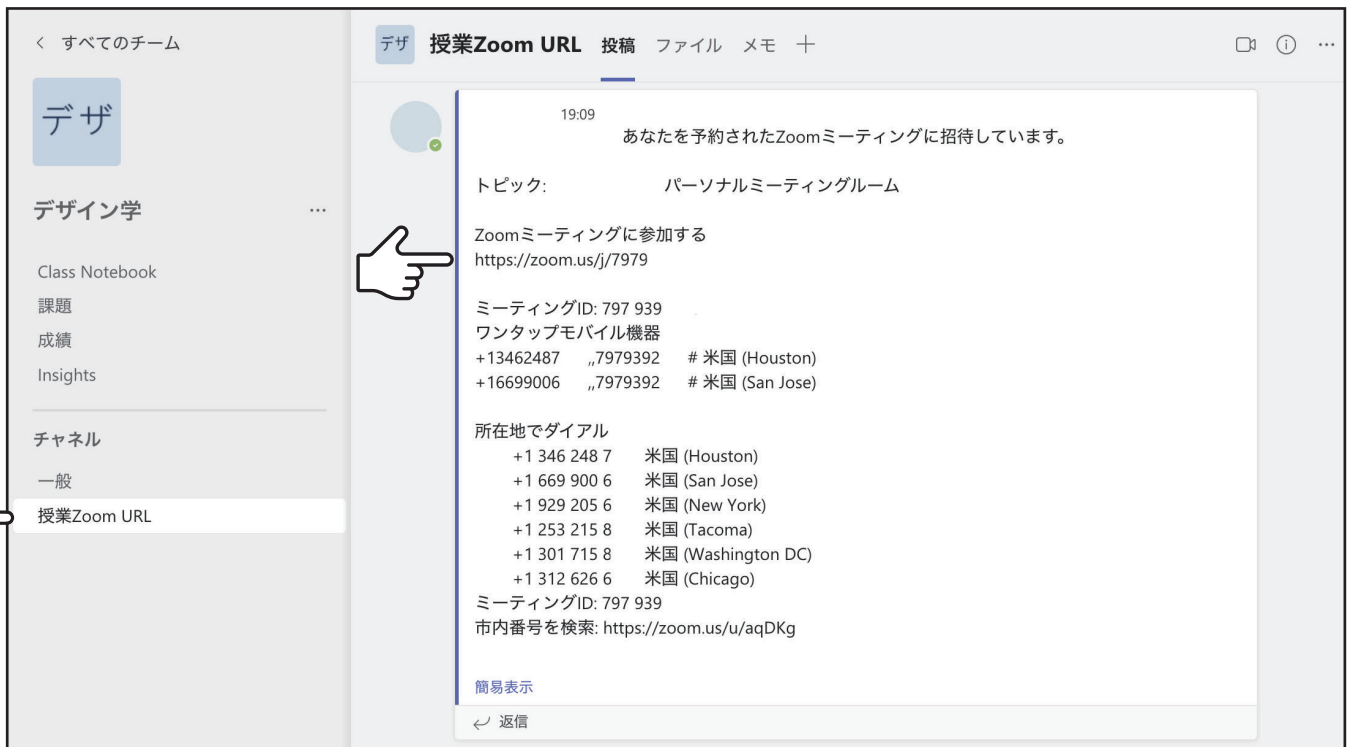 < すべてのチーム
デザ
デザイン学 ...
Class Notebook
課題
成績
Insights
チャネル
一般
授業Zoom URL
デザ 授業Zoom URL 投稿 ファイル メモ
19:09
あなたを予約されたZoomミーティングに招待しています。
トピック: パーソナルミーティングルーム
Zoomミーティングに参加する
https://zoom.us/j/7979
ミーティングID: 797 939
ワンタップモバイル機器
+13462487 ,,7979392 # 米国 (Houston)
+16699006 ,,7979392 # 米国 (San Jose)
所在地でダイアル
+1 346 248 7 米国 (Houston)
+1 669 900 6 米国 (San Jose)
+1 929 205 6 米国 (New York)
+1 253 215 8 米国 (Tacoma)
+1 301 715 8 米国 (Washington DC)
+1 312 626 6 米国 (Chicago)
ミーティングID: 797 939
市内番号を検索: https://zoom.us/u/aqDKg
簡易表示
返信